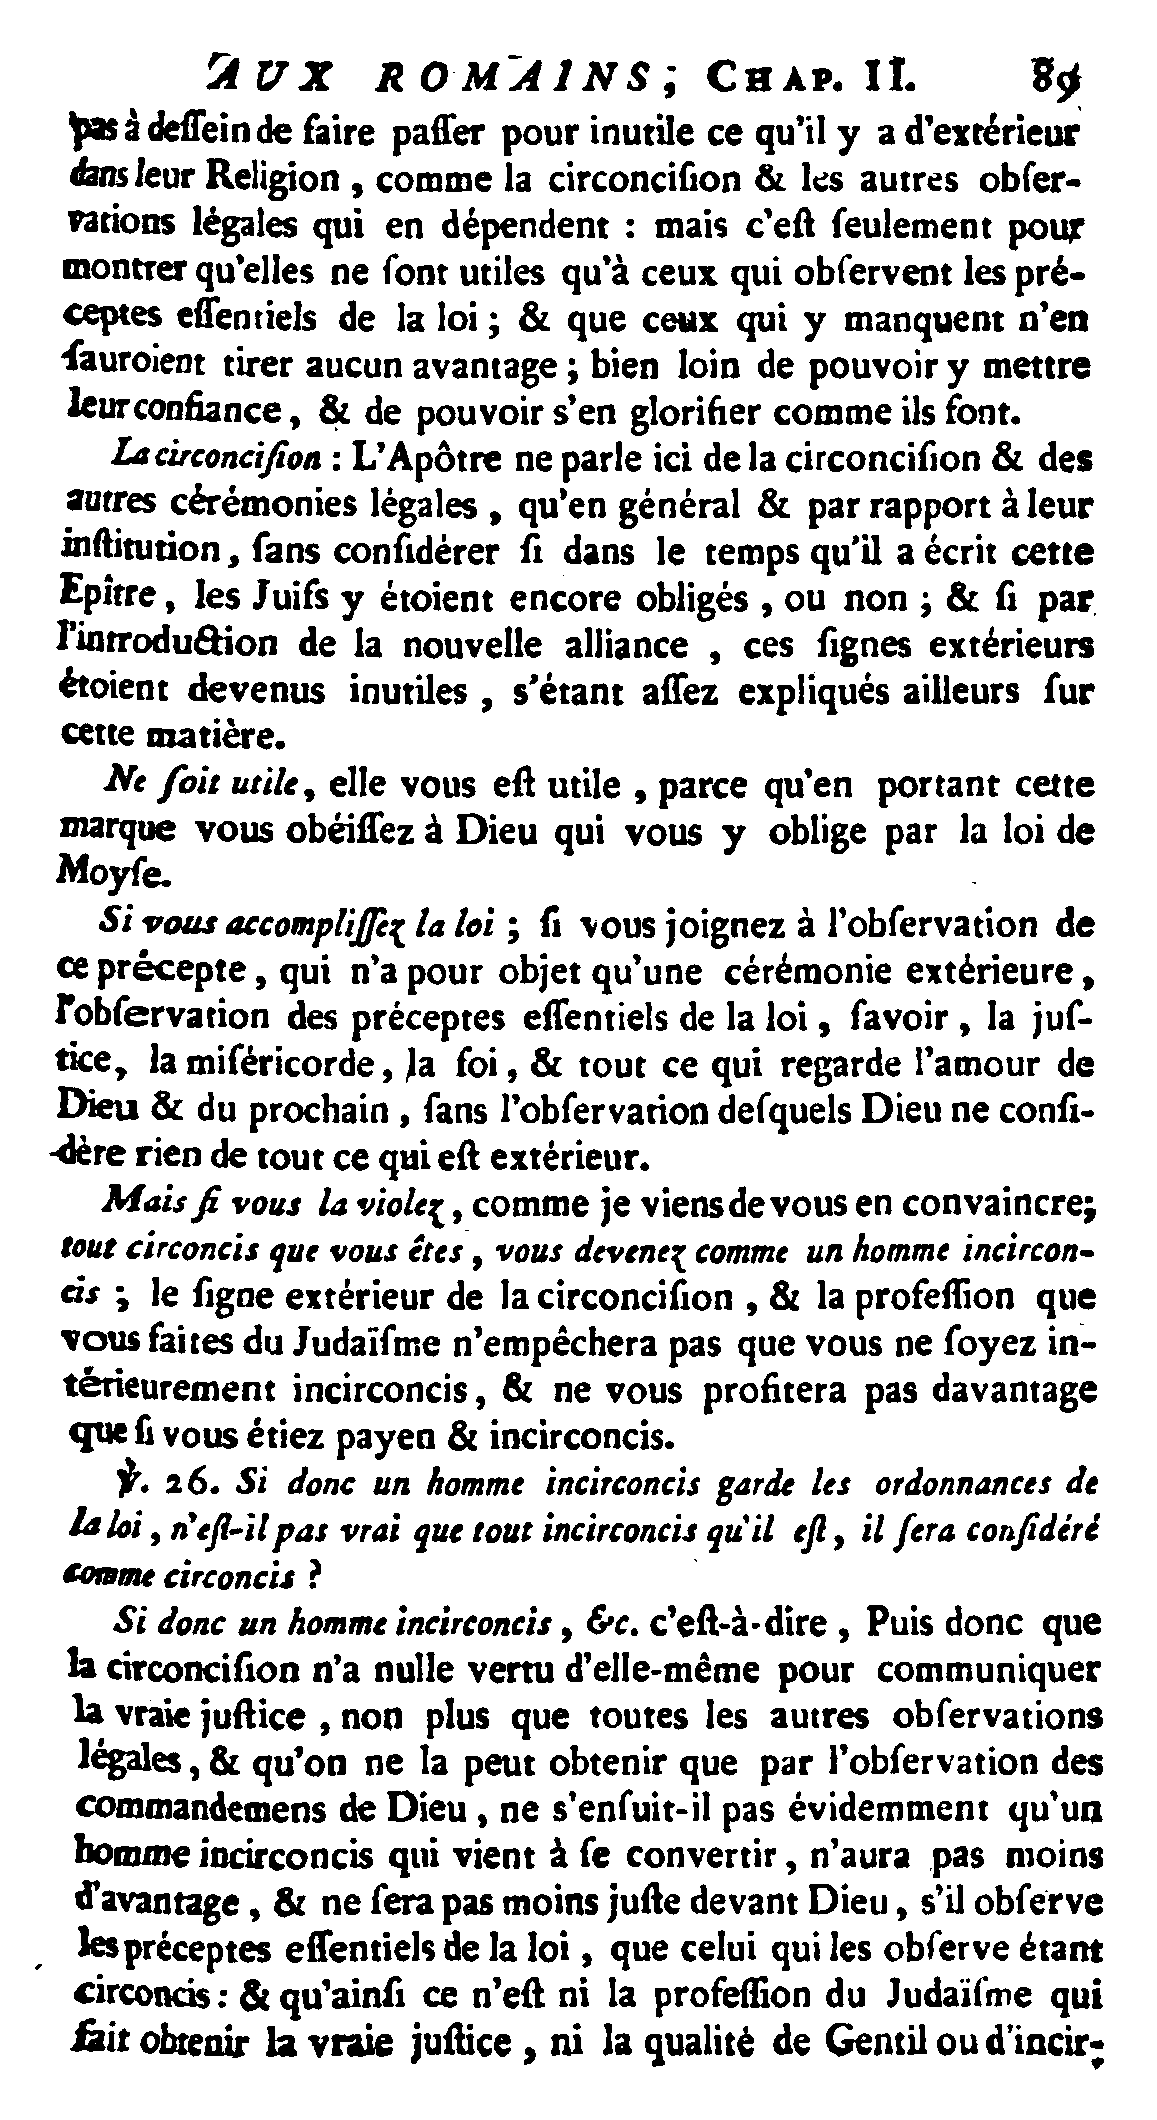 AUX ROMAINS; CHAP. II. 89
pas à deſſein de faire paſſer pour inutile ce qu'il y a d'extérieur
dans leur Religion, comme la circonciſion & les autres obſer-
vations légales qui en dépendent : mais c'eſt ſeulement pour
montrer qu'elles ne ſont utiles qu'à ceux qui obſervent les pré-
ceptes eſſentiels de la loi ; & que ceux qui y manquent n'en
ſauroient tirer aucun avantage ; bien loin de pouvoir y mettre
leur confiance, & de pouvoir s'en glorifier comme ils font.
La circonciſion : L'Apôtre ne parle ici de la circonciſion & des
autres cérémonies légales, qu'en général & par rapport à leur
inſtitution, ſans conſidérer ſi dans le temps qu'il a écrit cette
Epître, les Juifs y étoient encore obligés, ou non ; & ſi par
l'introduction de la nouvelle alliance, ces ſignes extérieurs
étoient devenus inutiles, s'étant aſſez expliqués ailleurs ſur
cette matière.
Ne ſoit utile, elle vous eſt utile, parce qu'en portant cette
marque vous obéiſſez à Dieu qui vous y oblige par la loi de
Moyſe.
Si vous accompliſſez la loi ; ſi vous joignez à l'obſervation de
ce précepte, qui n'a pour objet qu'une cérémonie extérieure,
l'obſervation des préceptes eſſentiels de la loi, ſavoir, la juſ-
tice, la miſéricorde, la foi, & tout ce qui regarde l'amour de
Dieu & du prochain, ſans l'obſervation deſquels Dieu ne conſi-
dère rien de tout ce qui eſt extérieur.
Mais ſi vous la violez, comme je viens de vous en convaincre;
tout circoncis que vous êtes, vous devenez comme un homme incircon-
cis ; le ſigne extérieur de la circonciſion, & la profeſſion que
vous faites du Judaïſme n'empêchera pas que vous ne ſoyez in-
térieurement incirconcis, & ne vous profitera pas davantage
que ſi vous étiez payen & incirconcis.
℣. 26. Si donc un homme incirconcis garde les ordonnances de
la loi, n'eſt-il pas vrai que tout incirconcis qu'il eſt, il ſera conſidéré
comme circoncis ?
Si donc un homme incirconcis, &c. c'eſt-à-dire, Puis donc que
la circonciſion n'a nulle vertu d'elle-même pour communiquer
la vraie juſtice, non plus que toutes les autres obſervations
légales, & qu'on ne la peut obtenir que par l'obſervation des
commandemens de Dieu, ne s'enſuit-il pas évidemment qu'un
homme incirconcis qui vient à ſe convertir, n'aura pas moins
d'avantage, & ne ſera pas moins juſte devant Dieu, s'il obſerve
les préceptes eſſentiels de la loi, que celui qui les obſerve étant
circoncis : & qu'ainſi ce n'eſt ni la profeſſion du Judaïſme qui
fait obtenir la vraie juſtice, ni la qualité de Gentil ou d'incir-